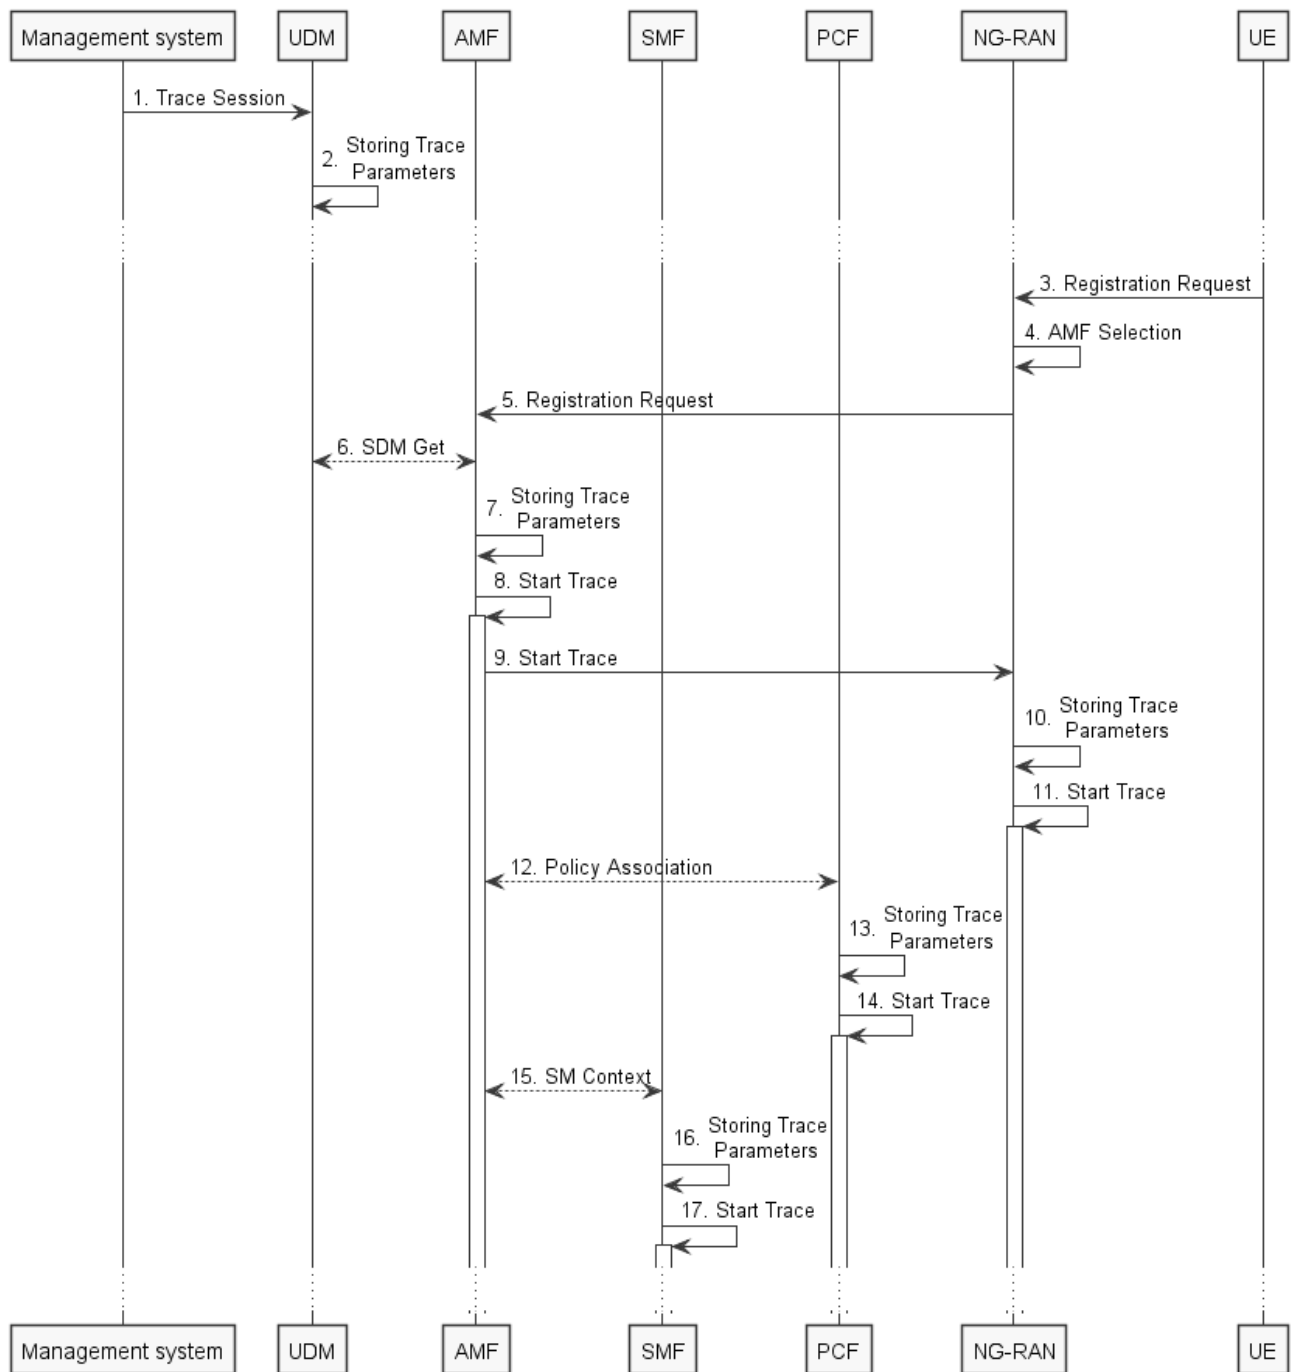 Management system
UDM
AMF
SMF
PCF
NG-RAN
UE
1. Trace Session
2. Storing Trace
Parameters
3. Registration Request
4. AMF Selection
5. Registration Request
6. SDM Get
7. Storing Trace
Parameters
8. Start Trace
9. Start Trace
10. Storing Trace
Parameters
11. Start Trace
12. Policy Association
13. Storing Trace
Parameters
14. Start Trace
15. SM Context
16. Storing Trace
Parameters
17. Start Trace
Management system
UDM
AMF
SMF
PCF
NG-RAN
UE